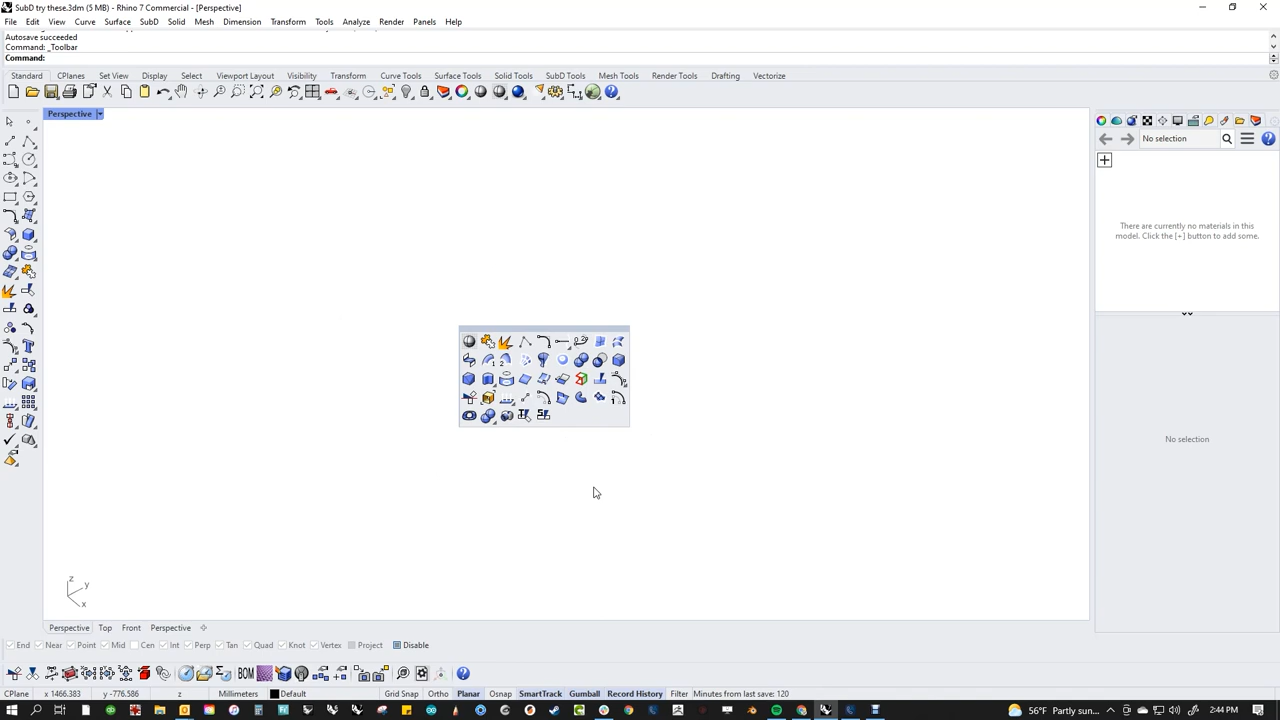 SubD try these.3dm (5 MB) - Rhino 7 Commercial - [Perspective]
File Edit View Curve Surface SubD Solid Mesh Dimension Transform Tools Analyze Render Panels Help
Autosave succeeded
Command: _Toolbar
Command:
Standard CPlanes Set View Display Select Viewport Layout Visibility Transform Curve Tools Surface Tools Solid Tools SubD Tools Mesh Tools Render Tools Drafting Vectorize
Perspective
No selection
There are currently no materials in this
model. Click the [+] button to add some.
No selection
z
y
x
Perspective Top Front Perspective
End Near Point Mid Cen Int Perp Tan Quad Knot Vertex Project Disable
BOM
CPlane x 1466.383 y -776.586 z Millimeters Default Grid Snap Ortho Planar Osnap SmartTrack Gumball Record History Filter Minutes from last save: 120
56°F Partly sun... 2:44 PM